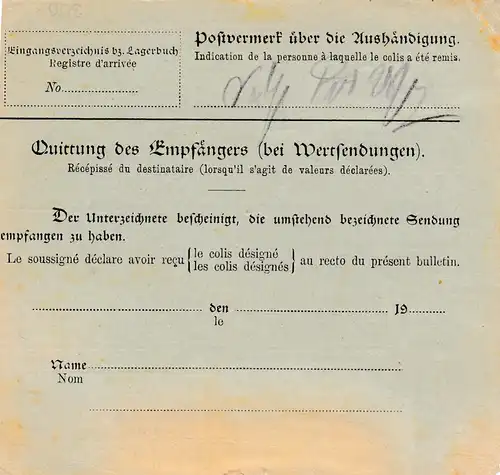 Eingangsverzeichnis bz. Lagerbuch
Registre d'arrivée
No.
Postvermerk über die Aushändigung.
Indication de la personne à laquelle le colis a été remis.
Quittung des Empfängers (bei Wertsendungen).
Récépissé du destinataire (lorsqu'il s'agit de valeurs déclarées).
Der Unterzeichnete bescheinigt, die umstehend bezeichnete Sendung
empfangen zu haben.
Le soussigné déclare avoir reçu {le colis désigné
les colis désignés} au recto du présent bulletin.
den 19
le
Name
Nom